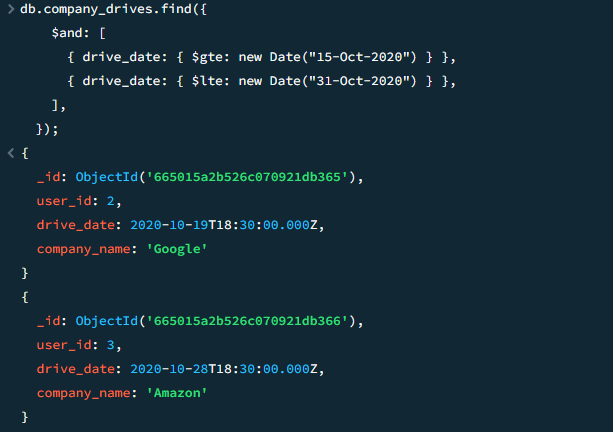 > db.company_drives.find({
$and: [
{ drive_date: { $gte: new Date("15-Oct-2020") } },
{ drive_date: { $lte: new Date("31-Oct-2020") } },
],
});
< {
_id: ObjectId('665015a2b526c070921db365'),
user_id: 2,
drive_date: 2020-10-19T18:30:00.000Z,
company_name: 'Google'
}
{
_id: ObjectId('665015a2b526c070921db366'),
user_id: 3,
drive_date: 2020-10-28T18:30:00.000Z,
company_name: 'Amazon'
}